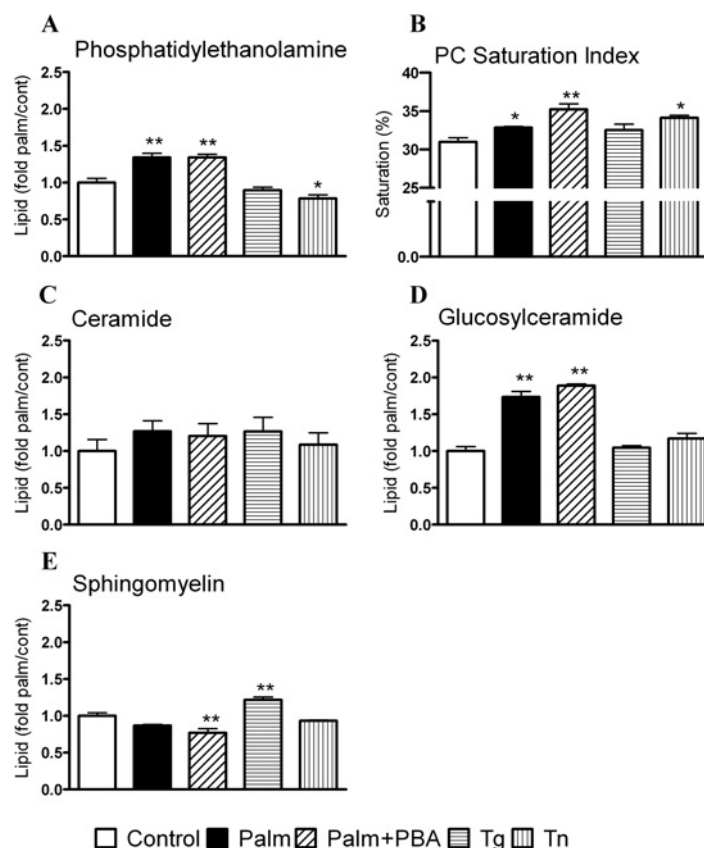 A
Phosphatidylethanolamine
Lipid (fold palm/cont)
2.5
2.0
1.5
1.0
0.5
0.0
**
**
*
B
PC Saturation Index
Saturation (%)
40
35
30
25
0.0
*
**
*
C
Ceramide
Lipid (fold palm/cont)
2.5
2.0
1.5
1.0
0.5
0.0
D
Glucosylceramide
Lipid (fold palm/cont)
2.5
2.0
1.5
1.0
0.5
0.0
**
**
E
Sphingomyelin
Lipid (fold palm/cont)
2.5
2.0
1.5
1.0
0.5
0.0
**
**
Control Palm Palm+PBA Tg Tn